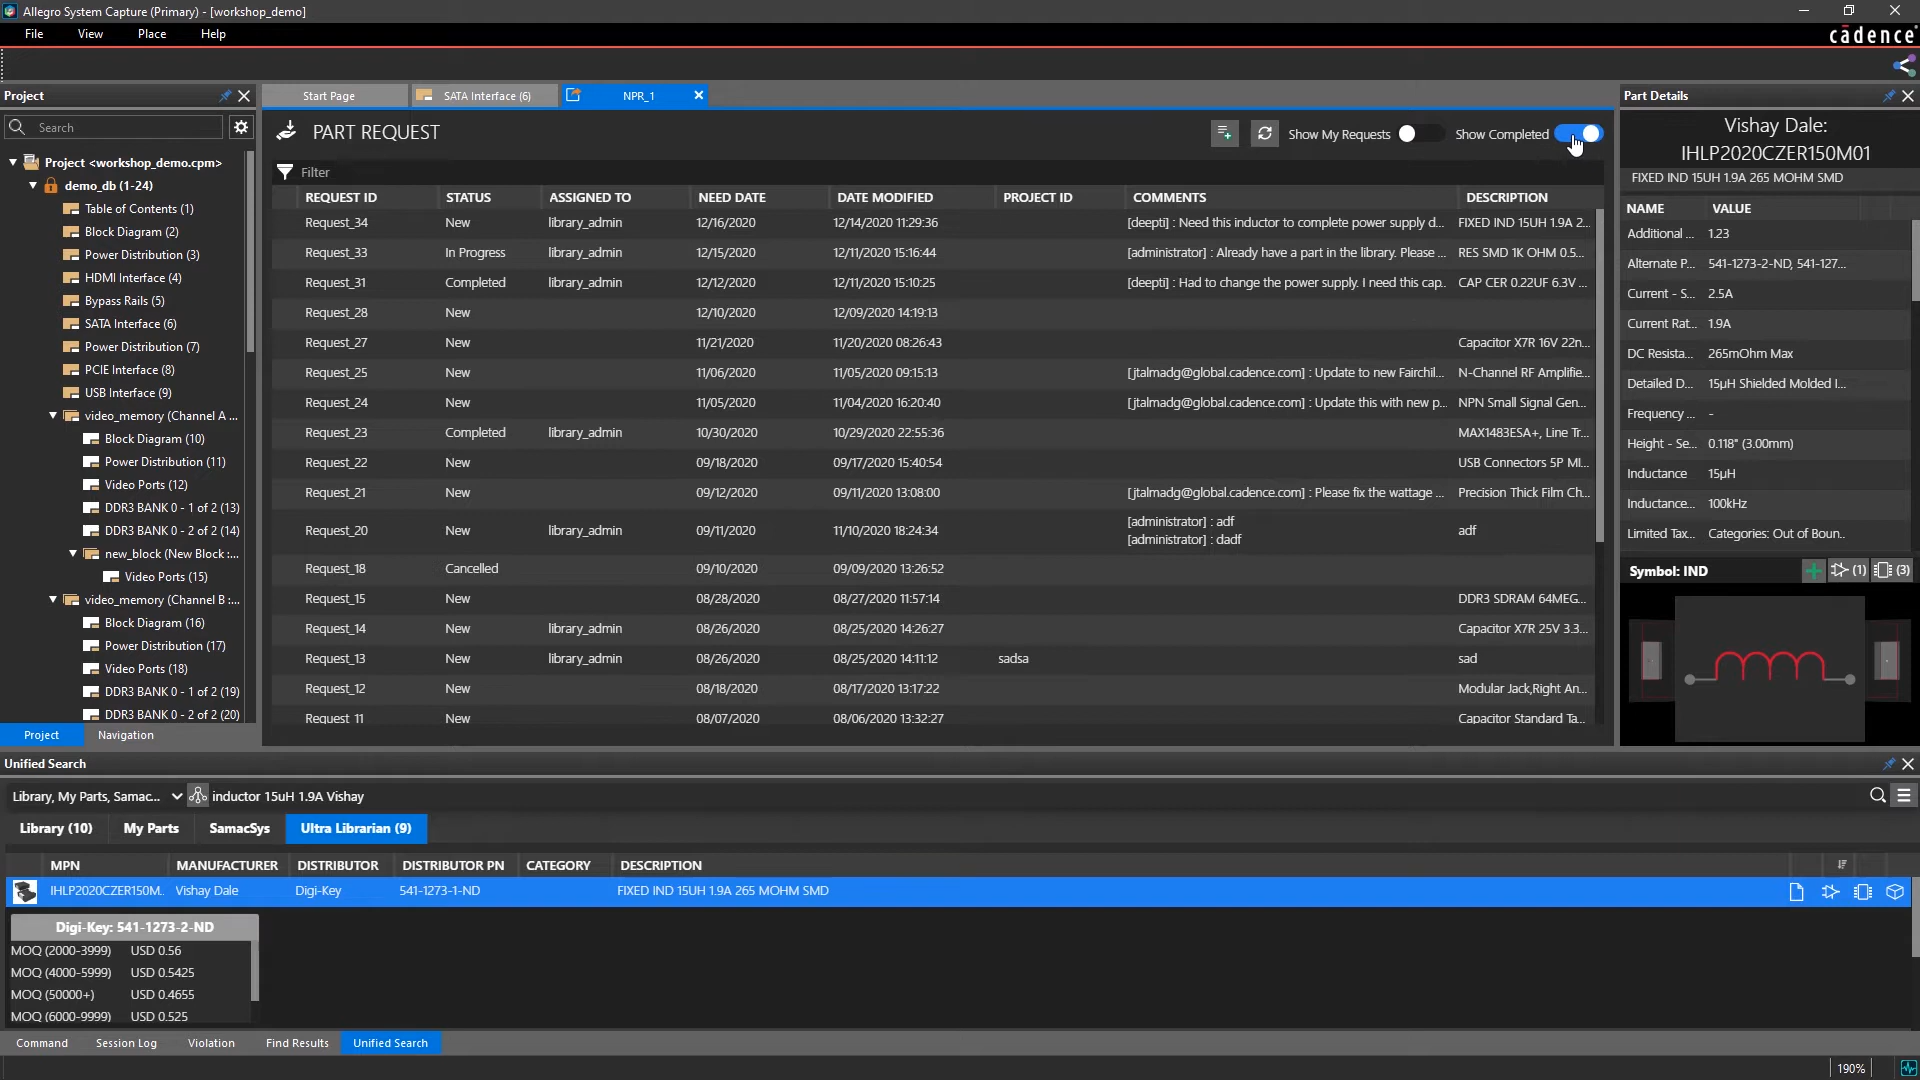 Allegro System Capture (Primary) - [workshop_demo]
File View Place Help
cādence
Project
Start Page
SATA Interface (6)
NPR_1
Part Details
Search
PART REQUEST
Show My Requests
Show Completed
Vishay Dale:
IHLP2020CZER150M01
FIXED IND 15UH 1.9A 265 MOHM SMD
Project <workshop_demo.cpm>
demo_db (1-24)
Table of Contents (1)
Block Diagram (2)
Power Distribution (3)
HDMI Interface (4)
Bypass Rails (5)
SATA Interface (6)
Power Distribution (7)
PCIE Interface (8)
USB Interface (9)
video_memory (Channel A ...
Block Diagram (10)
Power Distribution (11)
Video Ports (12)
DDR3 BANK 0 - 1 of 2 (13)
DDR3 BANK 0 - 2 of 2 (14)
new_block (New Block :...
Video Ports (15)
video_memory (Channel B :...
Block Diagram (16)
Power Distribution (17)
Video Ports (18)
DDR3 BANK 0 - 1 of 2 (19)
DDR3 BANK 0 - 2 of 2 (20)
Project Navigation
Filter
REQUEST ID STATUS ASSIGNED TO NEED DATE DATE MODIFIED PROJECT ID COMMENTS DESCRIPTION
Request_34 New library_admin 12/16/2020 12/14/2020 11:29:36 [deepti] : Need this inductor to complete power supply d... FIXED IND 15UH 1.9A 2...
Request_33 In Progress library_admin 12/15/2020 12/11/2020 15:16:44 [administrator] : Already have a part in the library. Please ... RES SMD 1K OHM 0.5...
Request_31 Completed library_admin 12/12/2020 12/11/2020 15:10:25 [deepti] : Had to change the power supply. I need this cap... CAP CER 0.22UF 6.3V ...
Request_28 New 12/10/2020 12/09/2020 14:19:13
Request_27 New 11/21/2020 11/20/2020 08:26:43 Capacitor X7R 16V 22n...
Request_25 New 11/06/2020 11/05/2020 09:15:13 [jtalmadg@global.cadence.com] : Update to new Fairchil... N-Channel RF Amplifie...
Request_24 New 11/05/2020 11/04/2020 16:20:40 [jtalmadg@global.cadence.com] : Update this with new p... NPN Small Signal Gen...
Request_23 Completed library_admin 10/30/2020 10/29/2020 22:55:36 MAX1483ESA+, Line Tr...
Request_22 New 09/18/2020 09/17/2020 15:40:54 USB Connectors 5P MI...
Request_21 New 09/12/2020 09/11/2020 13:08:00 [jtalmadg@global.cadence.com] : Please fix the wattage ... Precision Thick Film Ch...
Request_20 New library_admin 09/11/2020 11/10/2020 18:24:34 [administrator] : adf
[administrator] : dadf adf
Request_18 Cancelled 09/10/2020 09/09/2020 13:26:52
Request_15 New 08/28/2020 08/27/2020 11:57:14 DDR3 SDRAM 64MEG...
Request_14 New library_admin 08/26/2020 08/25/2020 14:26:27 Capacitor X7R 25V 3.3...
Request_13 New library_admin 08/26/2020 08/25/2020 14:11:12 sadsa sad
Request_12 New 08/18/2020 08/17/2020 13:17:22 Modular Jack,Right An...
Request_11 New 08/07/2020 08/06/2020 13:32:27 Capacitor Standard Ta...
NAME VALUE
Additional ... 1.23
Alternate P... 541-1273-2-ND, 541-127...
Current - S... 2.5A
Current Rat... 1.9A
DC Resista... 265mOhm Max
Detailed D... 15µH Shielded Molded I...
Frequency ... -
Height - Se... 0.118" (3.00mm)
Inductance 15µH
Inductance... 100kHz
Limited Tax... Categories: Out of Boun..
Symbol: IND
(1) (3)
Unified Search
Library, My Parts, Samac... inductor 15uH 1.9A Vishay
Library (10) My Parts SamacSys Ultra Librarian (9)
MPN MANUFACTURER DISTRIBUTOR DISTRIBUTOR PN CATEGORY DESCRIPTION
IHLP2020CZER150M.. Vishay Dale Digi-Key 541-1273-1-ND FIXED IND 15UH 1.9A 265 MOHM SMD
Digi-Key: 541-1273-2-ND
MOQ (2000-3999) USD 0.56
MOQ (4000-5999) USD 0.5425
MOQ (50000+) USD 0.4655
MOQ (6000-9999) USD 0.525
Command Session Log Violation Find Results Unified Search
190%